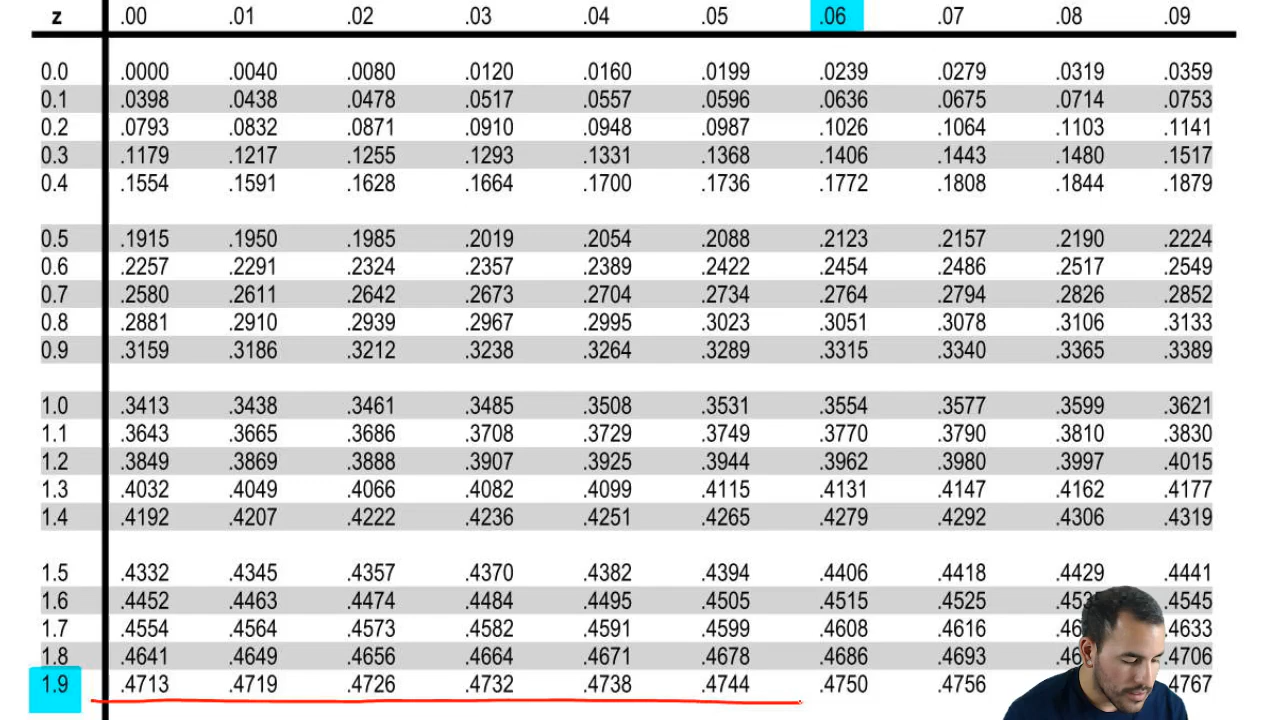 z .00 .01 .02 .03 .04 .05 .06 .07 .08 .09
0.0 .0000 .0040 .0080 .0120 .0160 .0199 .0239 .0279 .0319 .0359
0.1 .0398 .0438 .0478 .0517 .0557 .0596 .0636 .0675 .0714 .0753
0.2 .0793 .0832 .0871 .0910 .0948 .0987 .1026 .1064 .1103 .1141
0.3 .1179 .1217 .1255 .1293 .1331 .1368 .1406 .1443 .1480 .1517
0.4 .1554 .1591 .1628 .1664 .1700 .1736 .1772 .1808 .1844 .1879
0.5 .1915 .1950 .1985 .2019 .2054 .2088 .2123 .2157 .2190 .2224
0.6 .2257 .2291 .2324 .2357 .2389 .2422 .2454 .2486 .2517 .2549
0.7 .2580 .2611 .2642 .2673 .2704 .2734 .2764 .2794 .2826 .2852
0.8 .2881 .2910 .2939 .2967 .2995 .3023 .3051 .3078 .3106 .3133
0.9 .3159 .3186 .3212 .3238 .3264 .3289 .3315 .3340 .3365 .3389
1.0 .3413 .3438 .3461 .3485 .3508 .3531 .3554 .3577 .3599 .3621
1.1 .3643 .3665 .3686 .3708 .3729 .3749 .3770 .3790 .3810 .3830
1.2 .3849 .3869 .3888 .3907 .3925 .3944 .3962 .3980 .3997 .4015
1.3 .4032 .4049 .4066 .4082 .4099 .4115 .4131 .4147 .4162 .4177
1.4 .4192 .4207 .4222 .4236 .4251 .4265 .4279 .4292 .4306 .4319
1.5 .4332 .4345 .4357 .4370 .4382 .4394 .4406 .4418 .4429 .4441
1.6 .4452 .4463 .4474 .4484 .4495 .4505 .4515 .4525 .4545
1.7 .4554 .4564 .4573 .4582 .4591 .4599 .4608 .4616 .4633
1.8 .4641 .4649 .4656 .4664 .4671 .4678 .4686 .4693 .4706
1.9 .4713 .4719 .4726 .4732 .4738 .4744 .4750 .4756 .4767